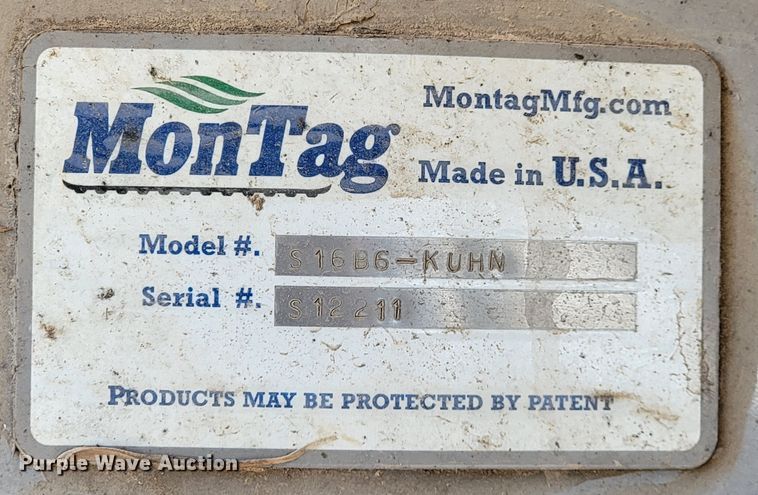 MonTag
MontagMfg.com
Made in U.S.A.
Model #. S16B6-KUHN
Serial #. S12211
PRODUCTS MAY BE PROTECTED BY PATENT
Purple Wave Auction